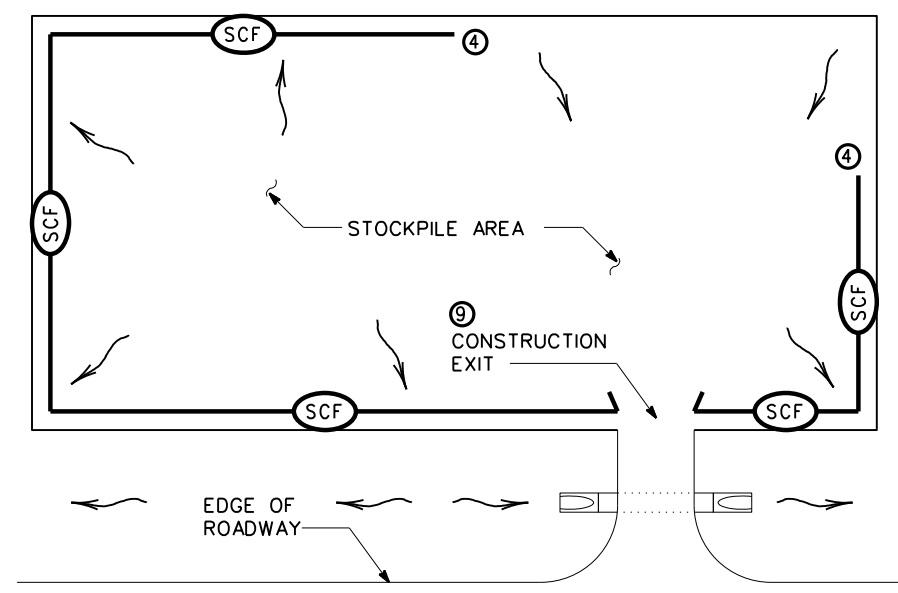 SCF
4
4
SCF
STOCKPILE AREA
SCF
9
CONSTRUCTION
EXIT
SCF
SCF
EDGE OF
ROADWAY